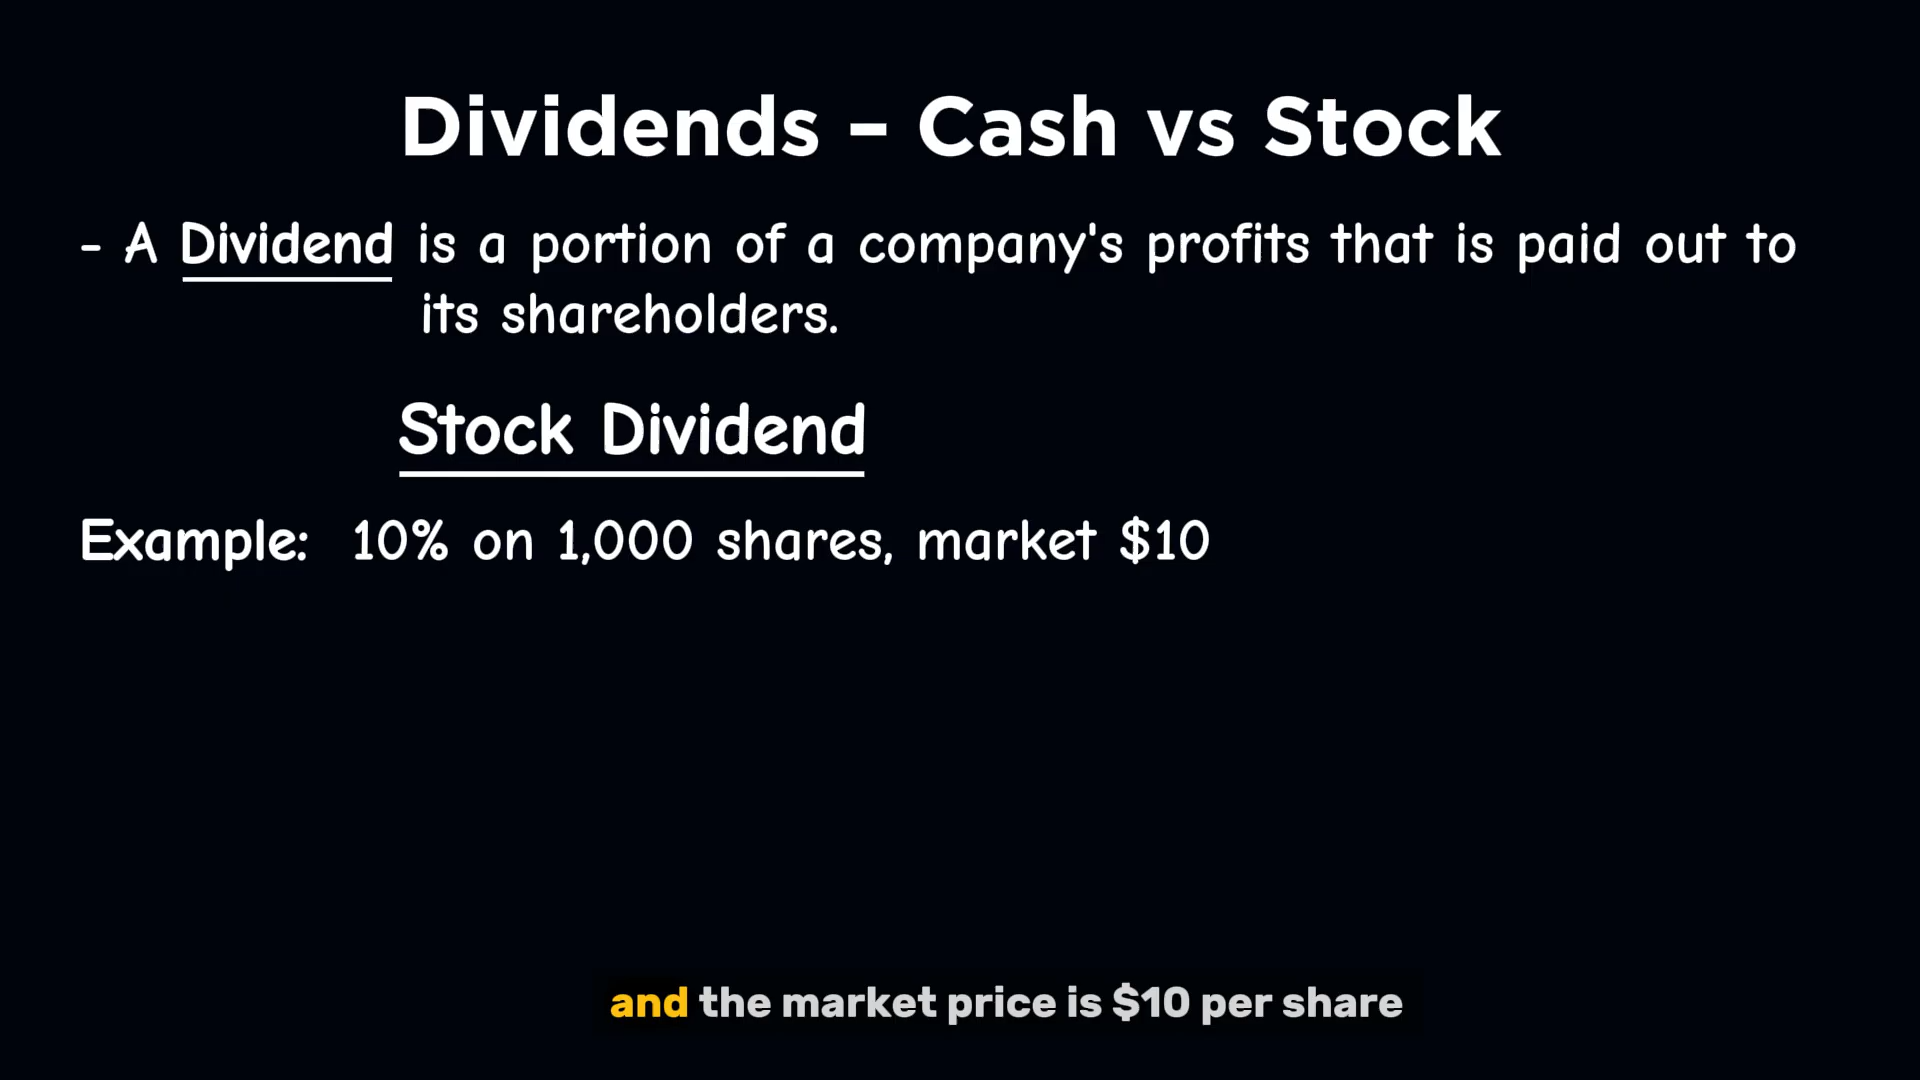 Dividends – Cash vs Stock
- A Dividend is a portion of a company's profits that is paid out to
its shareholders.
Stock Dividend
Example: 10% on 1,000 shares, market $10
and the market price is $10 per share